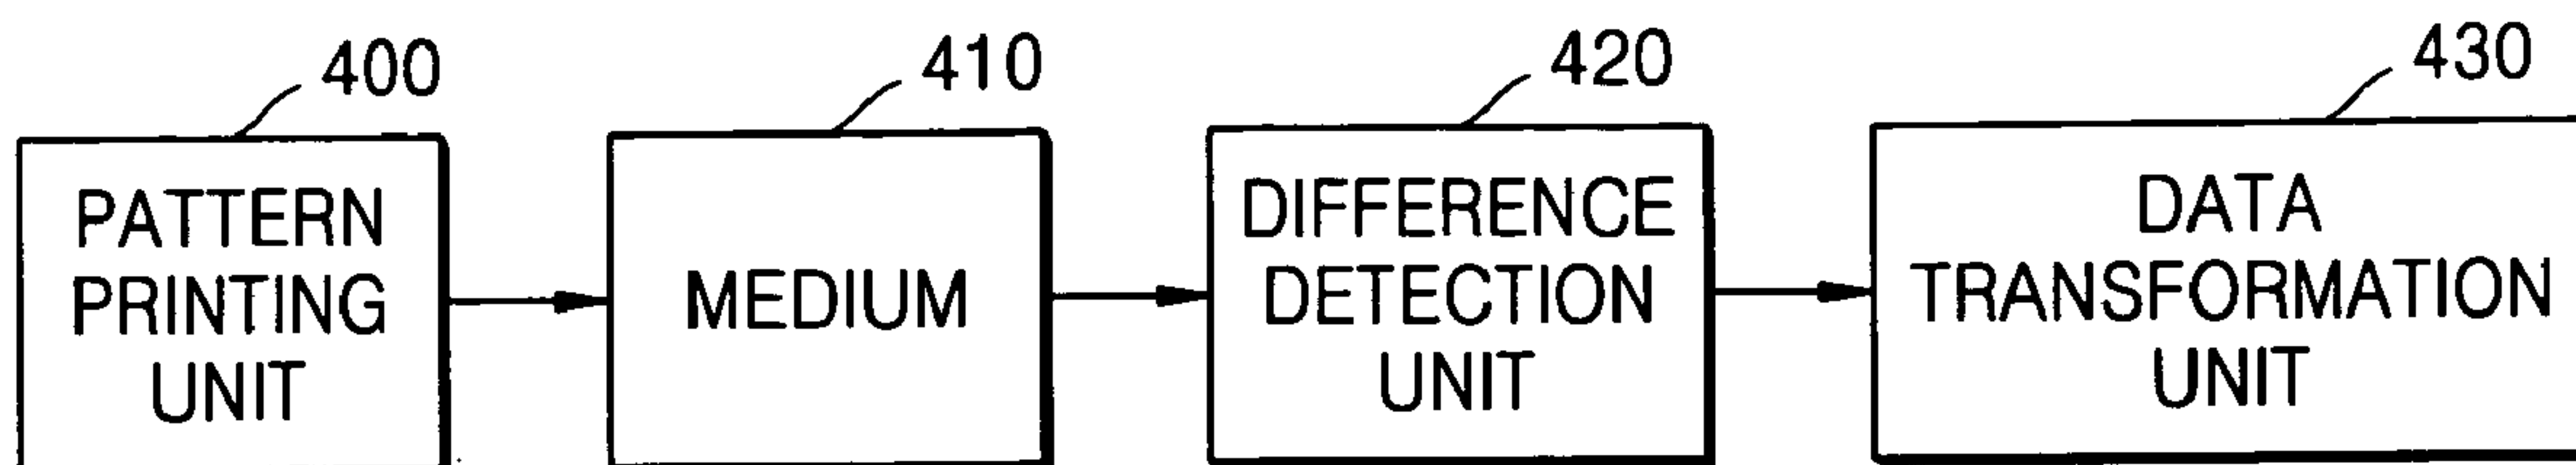 400
410
420
430
PATTERN
PRINTING
UNIT
MEDIUM
DIFFERENCE
DETECTION
UNIT
DATA
TRANSFORMATION
UNIT